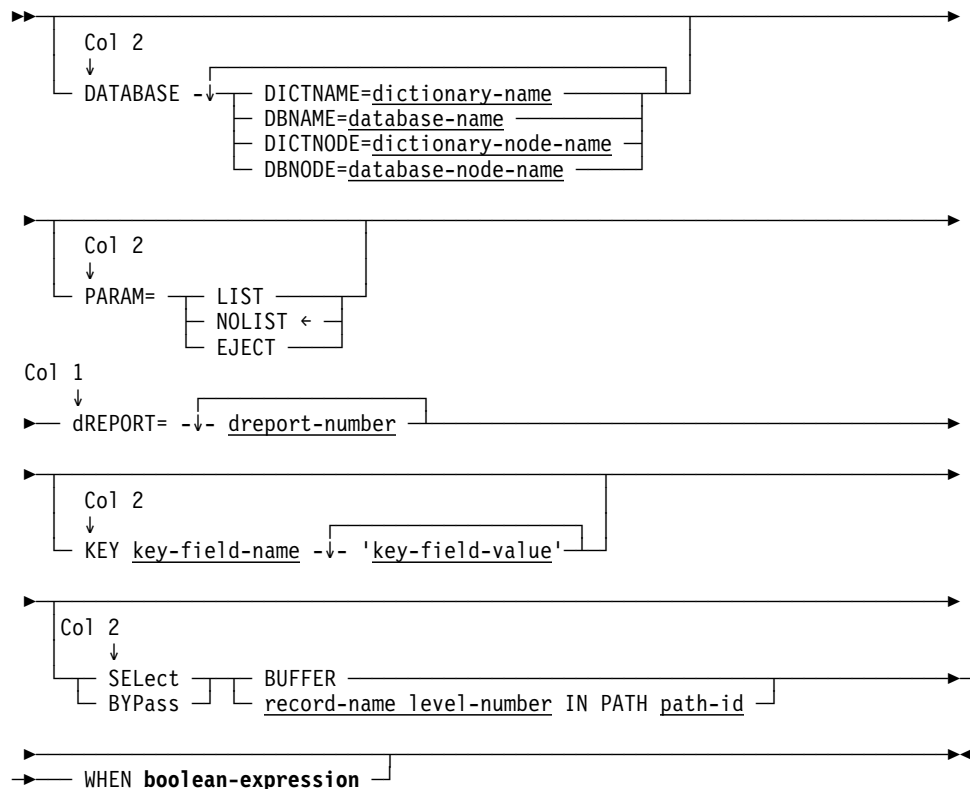 Col 2
DATABASE
DICTNAME=dictionary-name
DBNAME=database-name
DICTNODE=dictionary-node-name
DBNODE=database-node-name
Col 2
PARAM=
LIST
NOLIST ←
EJECT
Col 1
dREPORT= dreport-number
Col 2
KEY key-field-name 'key-field-value'
Col 2
SELect BUFFER
BYPass record-name level-number IN PATH path-id
WHEN boolean-expression